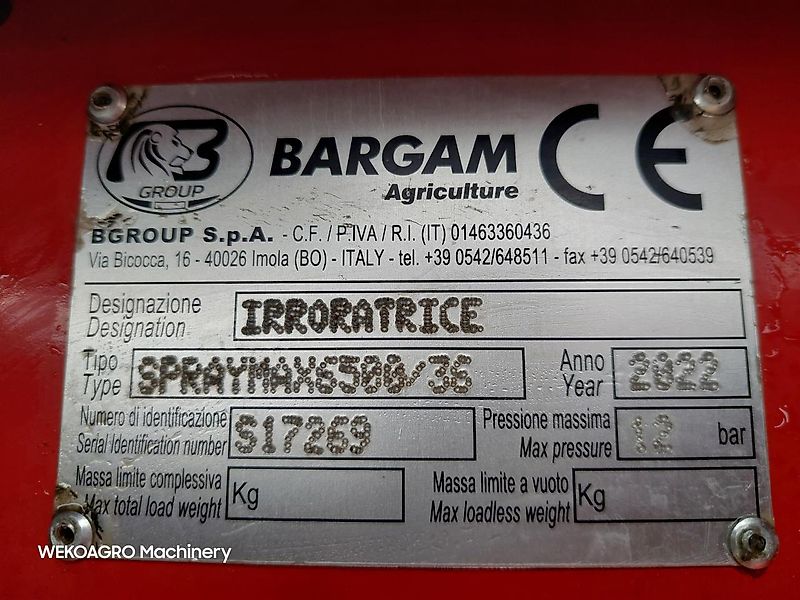 B
GROUP
BARGAM
Agriculture
CE
BGROUP S.p.A. - C.F. / P.IVA / R.I. (IT) 01463360436
Via Bicocca, 16 - 40026 Imola (BO) - ITALY - tel. +39 0542/648511 - fax +39 0542/640539
Designazione
Designation
IRRORATRICE
Tipo
Type
SPRAYMAX6500/36
Anno
Year
2022
Numero di identificazione
Serial Identification number
S17269
Pressione massima
Max pressure
12 bar
Massa limite complessiva
Max total load weight
Kg
Massa limite a vuoto
Max loadless weight
Kg
WEKOAGRO Machinery